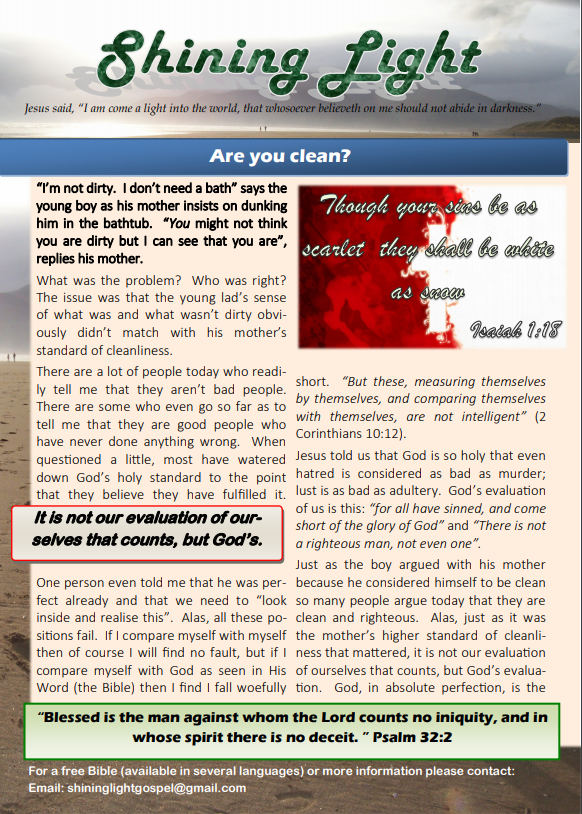 Shining Light
Jesus said, “I am come a light into the world, that whosoever believeth on me should not abide in darkness.”
Are you clean?
“I’m not dirty. I don’t need a bath” says the
young boy as his mother insists on dunking
him in the bathtub. “You might not think
you are dirty but I can see that you are”,
replies his mother.
What was the problem? Who was right?
The issue was that the young lad’s sense
of what was and what wasn’t dirty obvi-
ously didn’t match with his mother’s
standard of cleanliness.
There are a lot of people today who readi-
ly tell me that they aren’t bad people.
There are some who even go so far as to
tell me that they are good people who
have never done anything wrong. When
questioned a little, most have watered
down God’s holy standard to the point
that they believe they have fulfilled it.
It is not our evaluation of our-
selves that counts, but God’s.
One person even told me that he was per-
fect already and that we need to “look
inside and realise this”. Alas, all these po-
sitions fail. If I compare myself with myself
then of course I will find no fault, but if I
compare myself with God as seen in His
Word (the Bible) then I find I fall woefully
Though your sins be as
scarlet they shall be white
as snow
Isaiah 1:18
short. “But these, measuring themselves
by themselves, and comparing themselves
with themselves, are not intelligent” (2
Corinthians 10:12).
Jesus told us that God is so holy that even
hatred is considered as bad as murder;
lust is as bad as adultery. God’s evaluation
of us is this: “for all have sinned, and come
short of the glory of God” and “There is not
a righteous man, not even one”.
Just as the boy argued with his mother
because he considered himself to be clean
so many people argue today that they are
clean and righteous. Alas, just as it was
the mother’s higher standard of cleanli-
ness that mattered, it is not our evaluation
of ourselves that counts, but God’s evalua-
tion. God, in absolute perfection, is the
“Blessed is the man against whom the Lord counts no iniquity, and in
whose spirit there is no deceit. ” Psalm 32:2
For a free Bible (available in several languages) or more information please contact:
Email: shininglightgospel@gmail.com